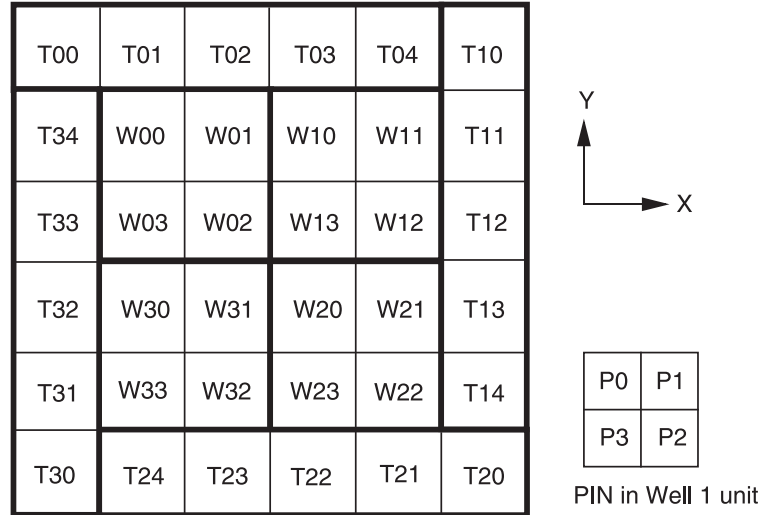 T00 T01 T02 T03 T04 T10
T34 W00 W01 W10 W11 T11
T33 W03 W02 W13 W12 T12
T32 W30 W31 W20 W21 T13
T31 W33 W32 W23 W22 T14
T30 T24 T23 T22 T21 T20
Y
X
P0 P1
P3 P2
PIN in Well 1 unit